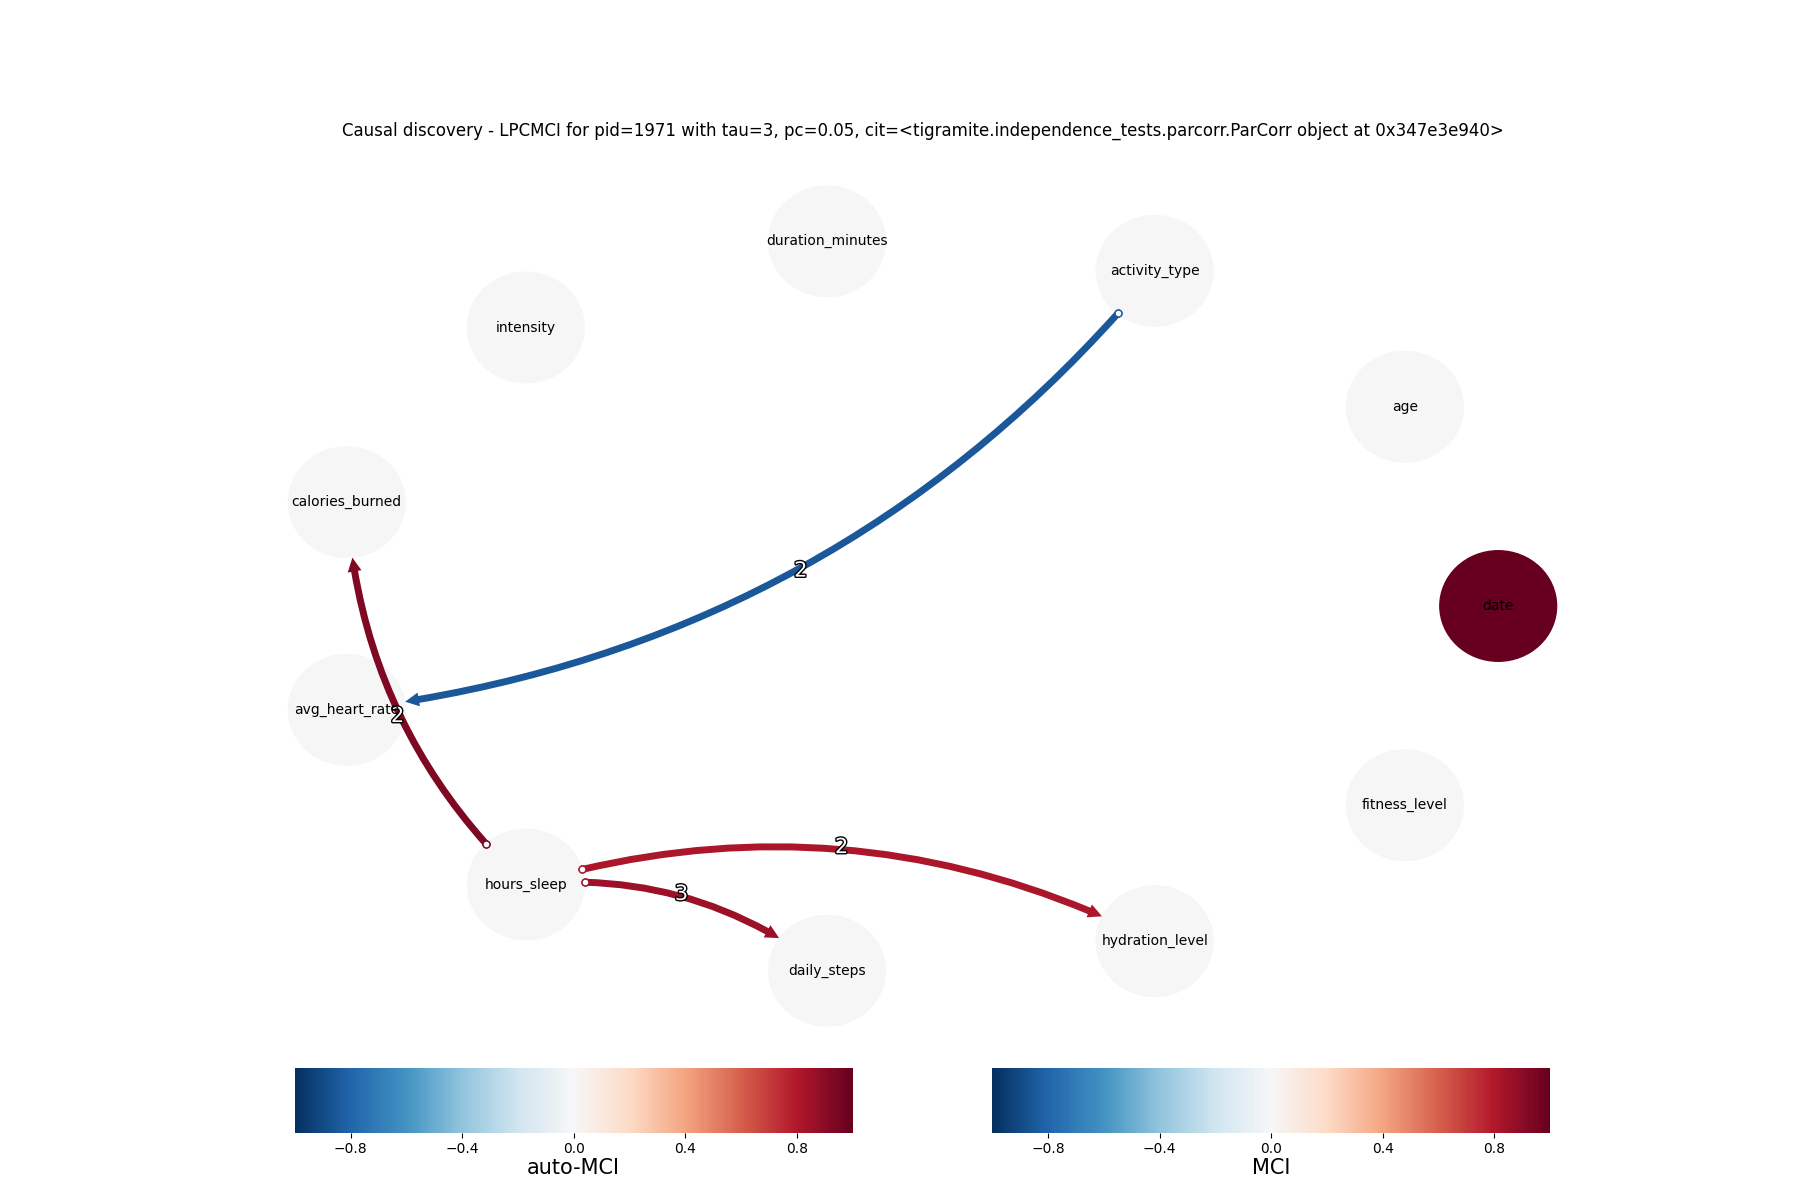 Causal discovery - LPCMCI for pid=1971 with tau=3, pc=0.05, cit=<tigramite.independence_tests.parcorr.ParCorr object at 0x347e3e940>
duration_minutes
activity_type
intensity
age
calories_burned
2
date
avg_heart_rate
2
fitness_level
2
hours_sleep
3
hydration_level
daily_steps
−0.8 −0.4 0.0 0.4 0.8
auto-MCI
−0.8 −0.4 0.0 0.4 0.8
MCI